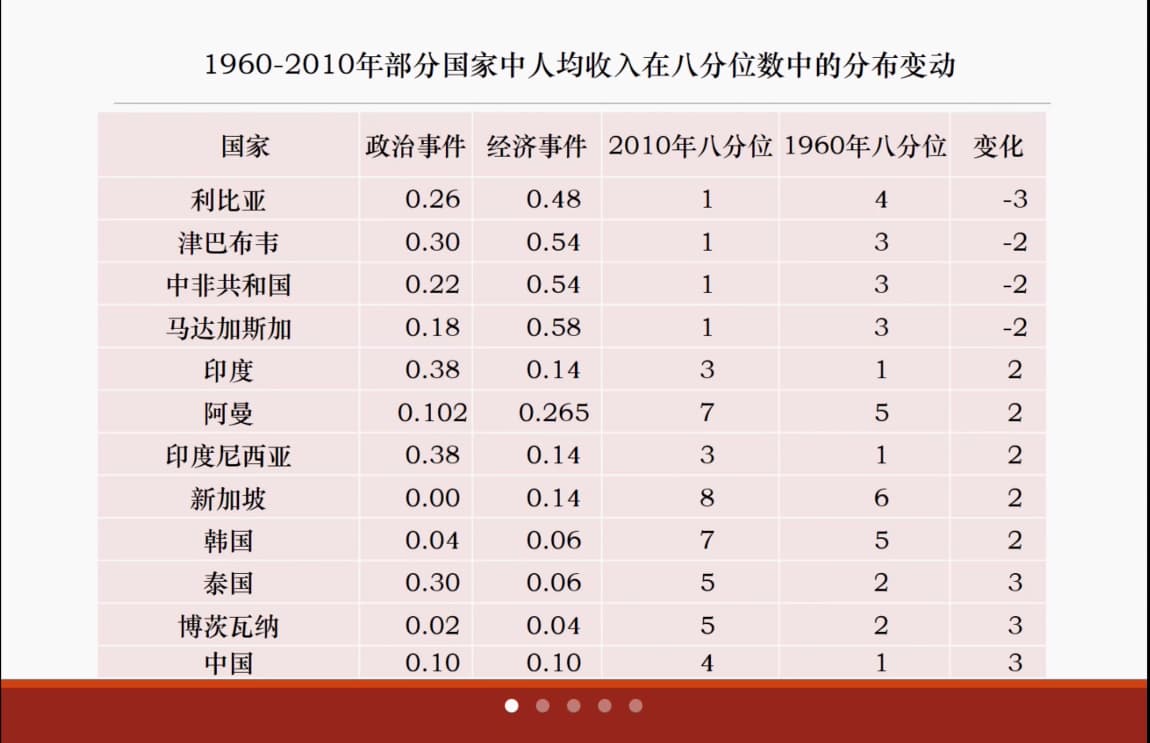 1960-2010年部分国家中人均收入在八分位数中的分布变动
国家 政治事件 经济事件 2010年八分位 1960年八分位 变化
利比亚 0.26 0.48 1 4 -3
津巴布韦 0.30 0.54 1 3 -2
中非共和国 0.22 0.54 1 3 -2
马达加斯加 0.18 0.58 1 3 -2
印度 0.38 0.14 3 1 2
阿曼 0.102 0.265 7 5 2
印度尼西亚 0.38 0.14 3 1 2
新加坡 0.00 0.14 8 6 2
韩国 0.04 0.06 7 5 2
泰国 0.30 0.06 5 2 3
博茨瓦纳 0.02 0.04 5 2 3
中国 0.10 0.10 4 1 3